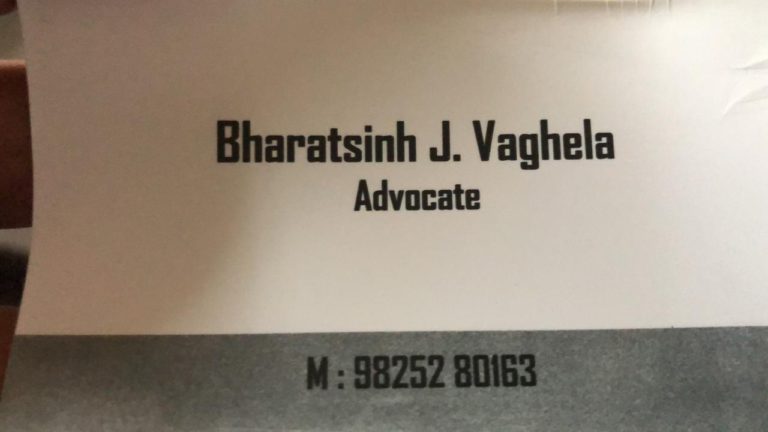 Bharatsinh J. Vaghela
Advocate
M : 98252 80163